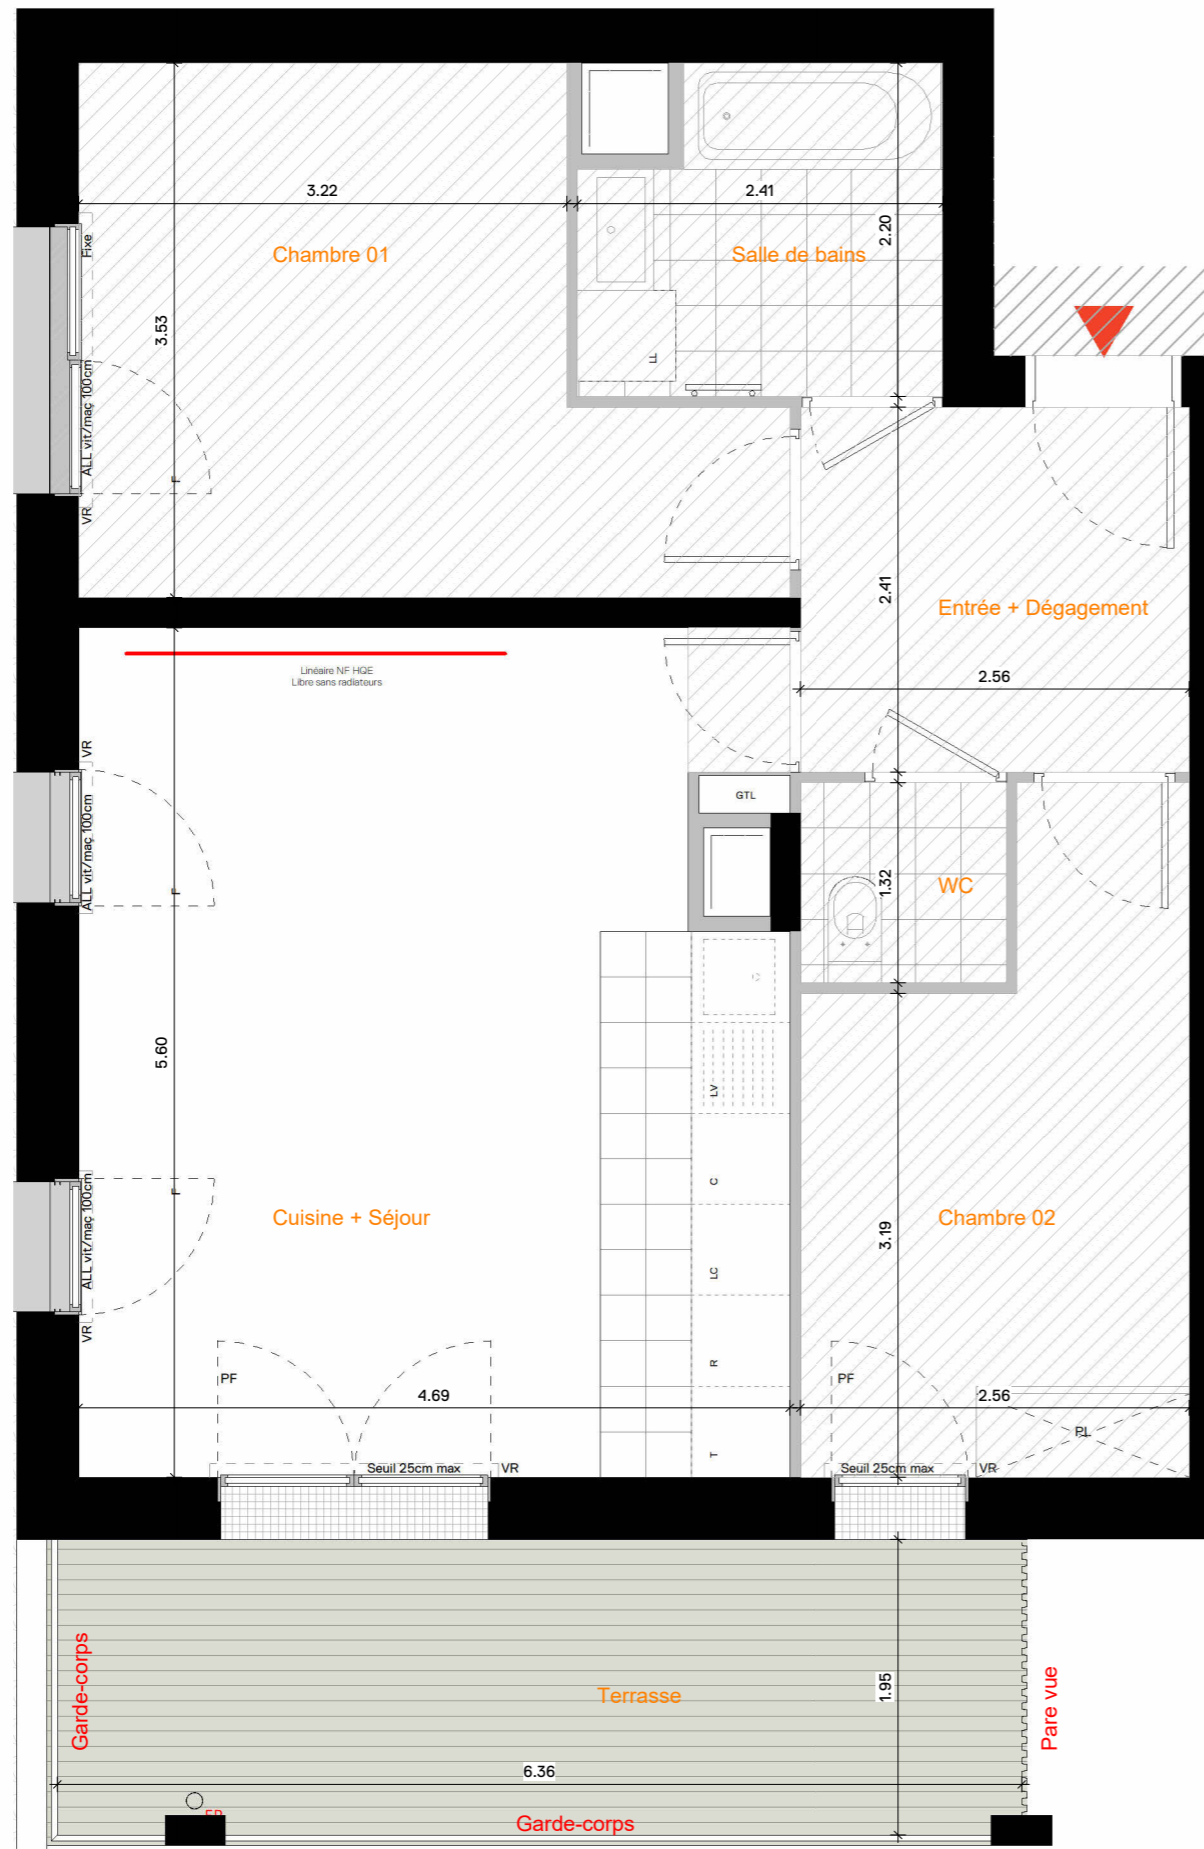 3.22
2.41
2.20
Chambre 01
Salle de bains
Fixe
3.53
LL
ALL vit/maç 100cm
VR
2.41
Entrée + Dégagement
Linéaire NF HQE
Libre sans radiateurs
2.56
VR
GTL
ALL vit/maç 100cm
1.32
WC
5.60
LV
C
ALL vit/maç 100cm
Cuisine + Séjour
3.19
Chambre 02
LC
VR
R
PF
PF
4.69
2.56
PL
T
Seuil 25cm max
VR
Seuil 25cm max
VR
Garde-corps
Terrasse
1.95
Pare vue
6.36
EP
Garde-corps